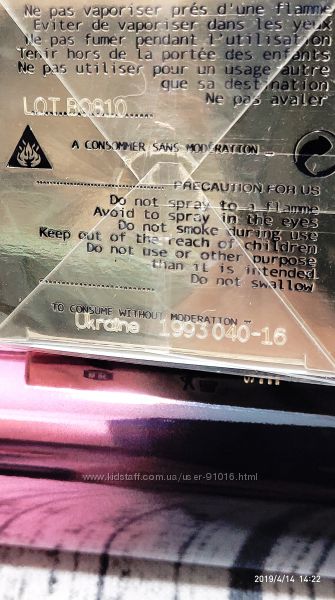 Ne pas vaporiser prés d'une flamme
Eviter de vaporiser dans les yeux
Ne pas fumer pendant l'utilisation
Tenir hors de la portée des enfants
Ne pas utiliser pour un usage autre
que sa destination
Ne pas avaler
LOT B0810
A CONSOMMER SANS MODERATION –
PRECAUTION FOR US
Do not spray to a flamme
Avoid to spray in the eyes
Do not smoke during use
Keep out of the reach of children
Do not use or other purpose
than it is intended
Do not swallow
TO CONSUME WITHOUT MODERATION –
Ukraine 1993 040-16
www.kidstaff.com.ua/user-91016.html
2019/4/14 14:22